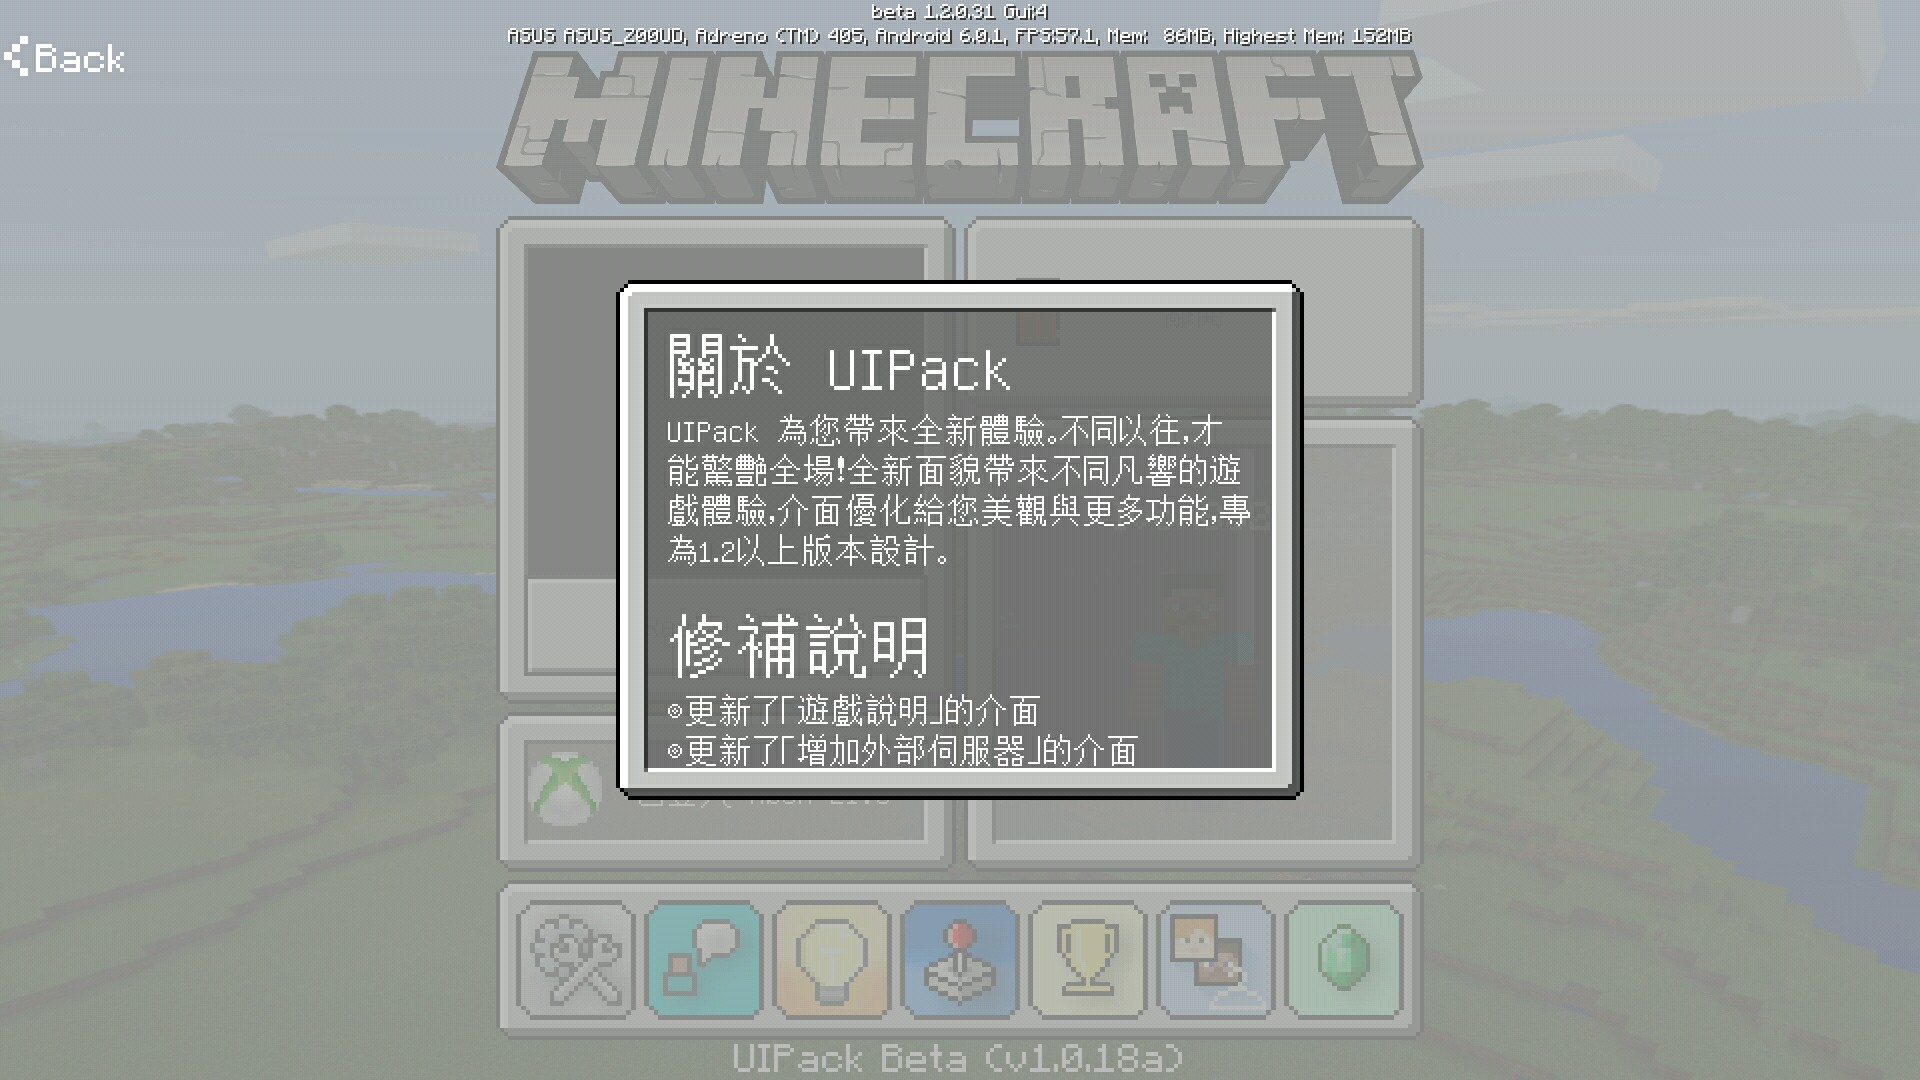 beta 1.2.0.31 Gui:4
ASUS ASUS_Z00UD, Adreno (TM) 405, Android 6.0.1, FPS:57.1, Mem: 86MB, Highest Mem: 152MB
Back
MINECRAFT
關於 UIPack
UIPack 為您帶來全新體驗。不同以往,才
能驚艷全場!全新面貌帶來不同凡響的遊
戲體驗,介面優化給您美觀與更多功能,專
為1.2以上版本設計。
修補說明
◎更新了「遊戲說明」的介面
◎更新了「增加外部伺服器」的介面
UIPack Beta (v1.0.18a)